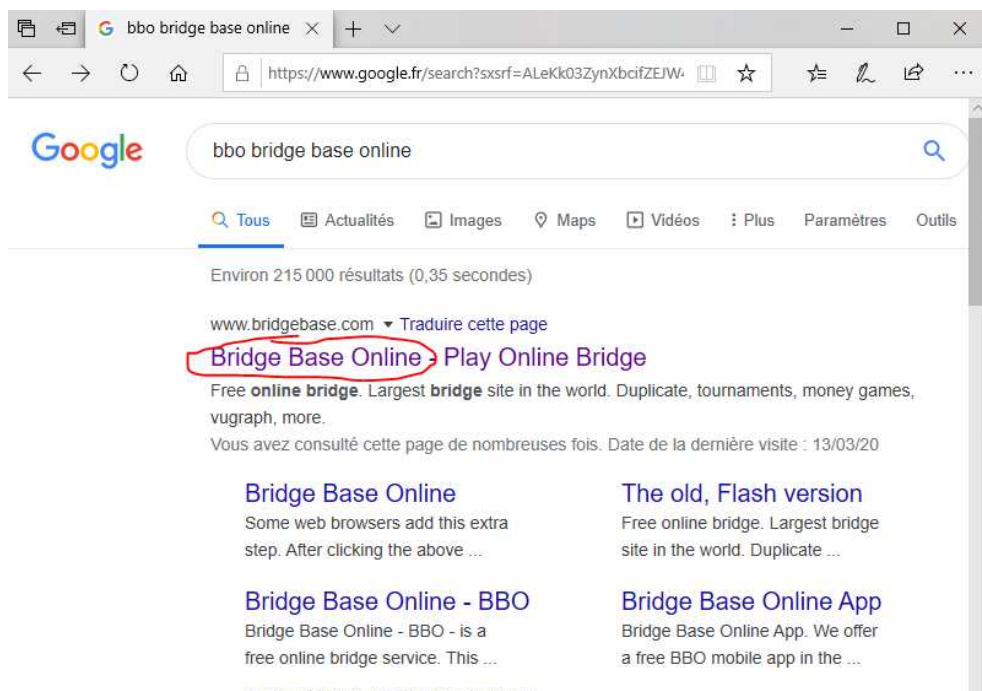 bbo bridge base online
https://www.google.fr/search?sxsrf=ALeKk03ZynXbcifZEJW
Google
bbo bridge base online
Tous Actualités Images Maps Vidéos Plus Paramètres Outils
Environ 215 000 résultats (0,35 secondes)
www.bridgebase.com Traduire cette page
Bridge Base Online - Play Online Bridge
Free online bridge. Largest bridge site in the world. Duplicate, tournaments, money games,
vugraph, more.
Vous avez consulté cette page de nombreuses fois. Date de la dernière visite : 13/03/20
Bridge Base Online
Some web browsers add this extra
step. After clicking the above ...
The old, Flash version
Free online bridge. Largest bridge
site in the world. Duplicate ...
Bridge Base Online - BBO
Bridge Base Online - BBO - is a
free online bridge service. This ...
Bridge Base Online App
Bridge Base Online App. We offer
a free BBO mobile app in the ...